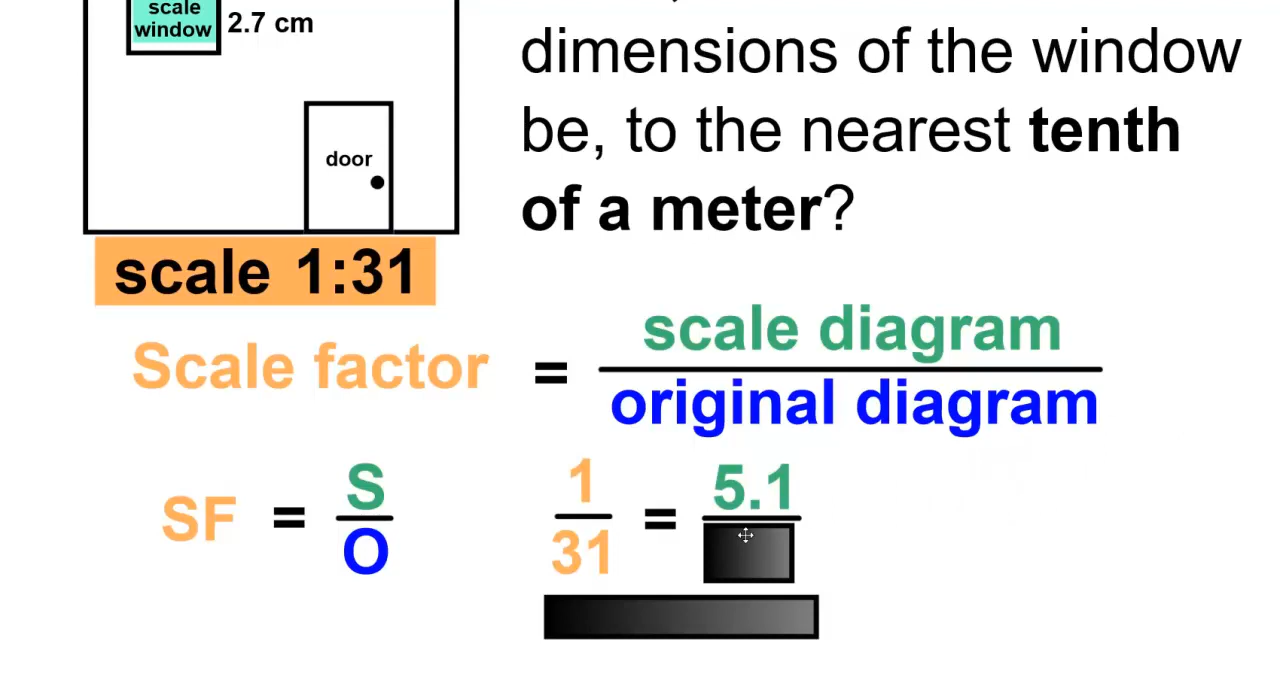 scale
window
2.7 cm
door
scale 1:31
dimensions of the window
be, to the nearest tenth
of a meter?
Scale factor = scale diagram
original diagram
SF = S
O
1
31
= 5.1